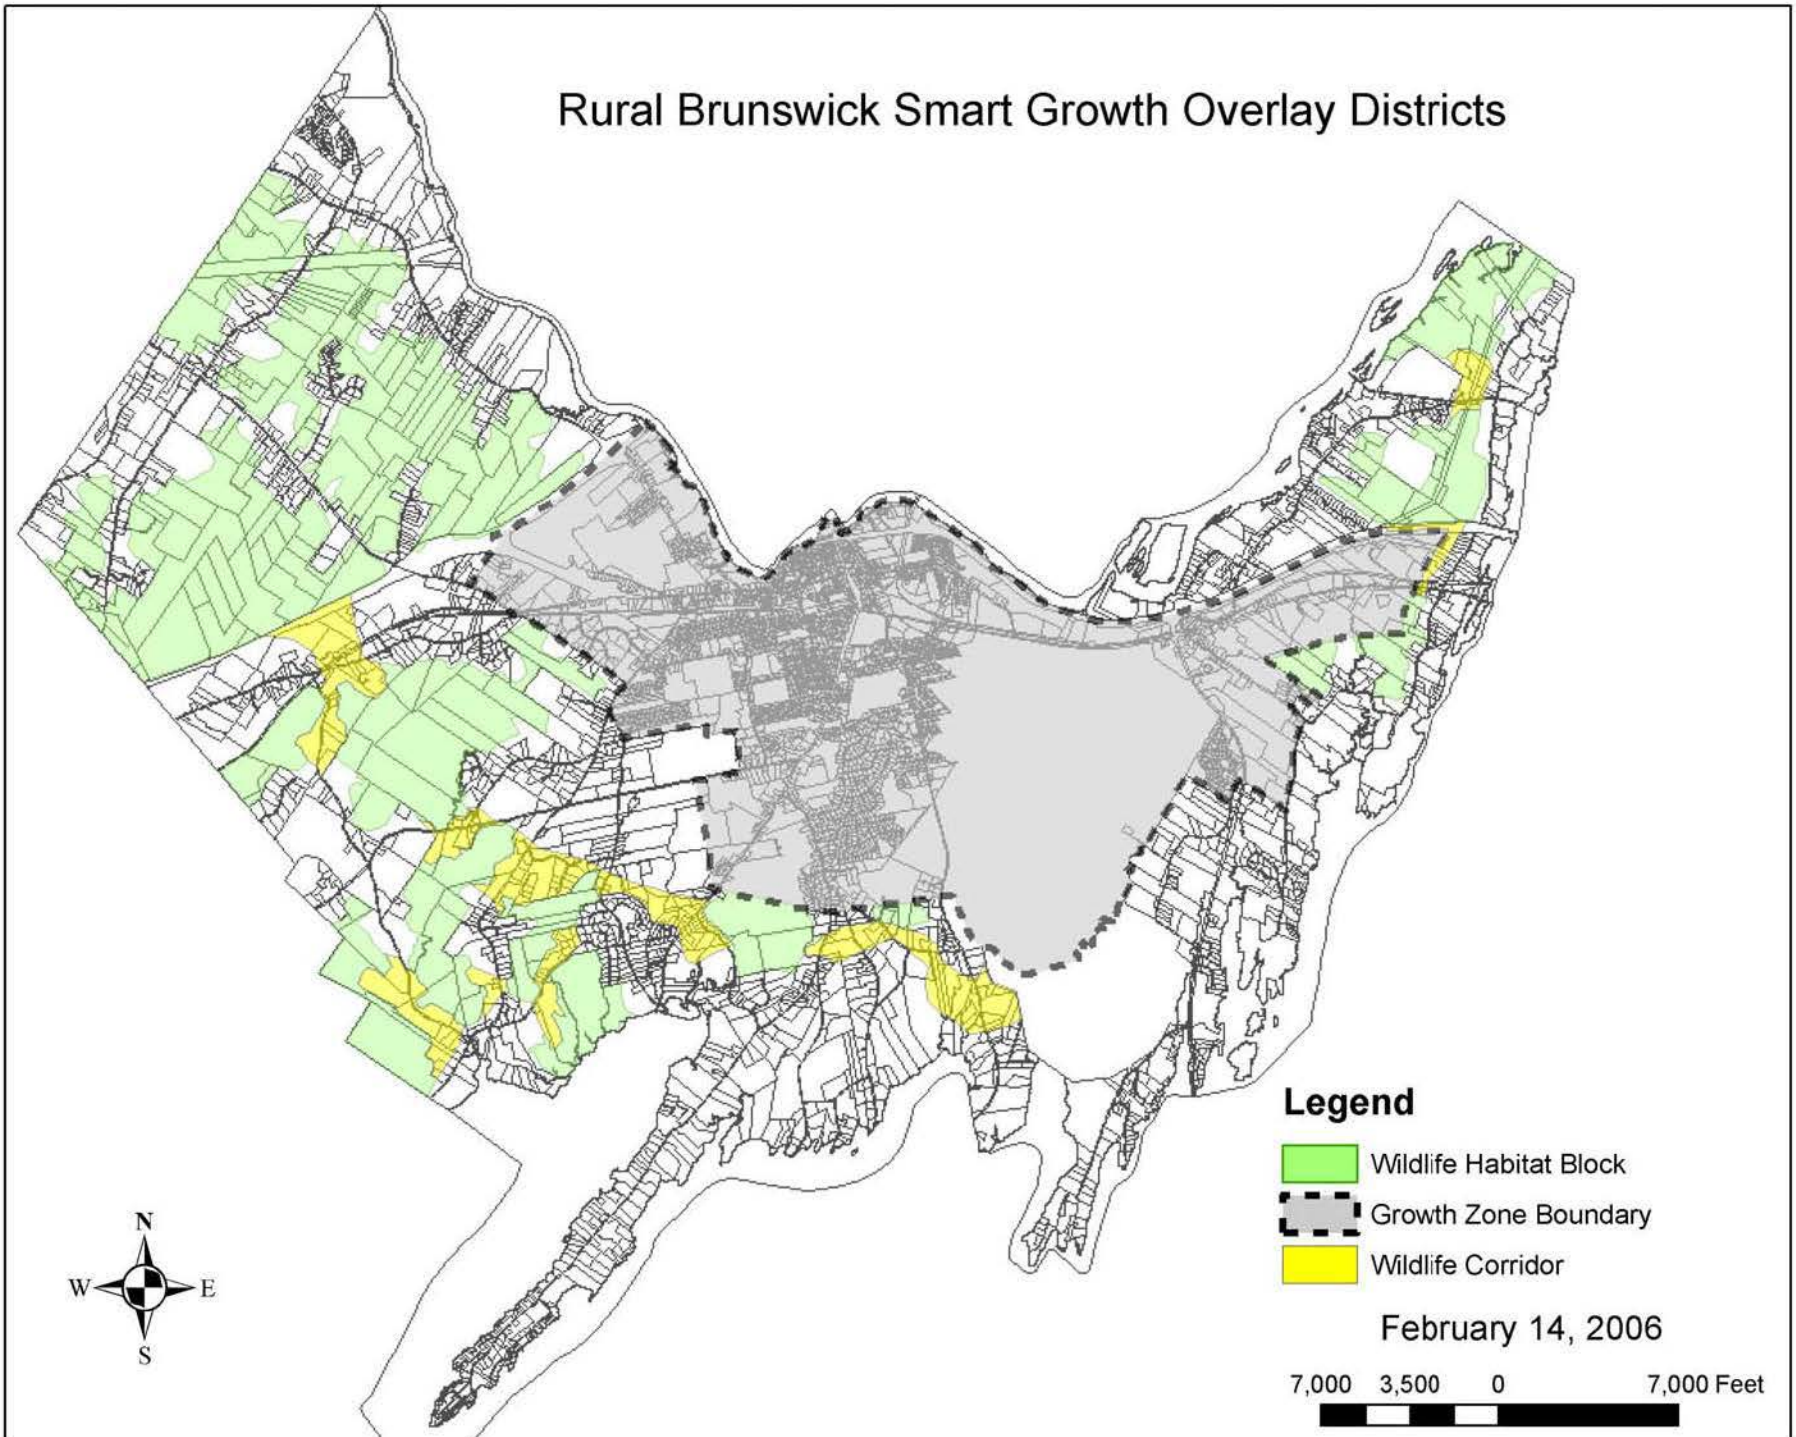 Rural Brunswick Smart Growth Overlay Districts
Legend
Wildlife Habitat Block
Growth Zone Boundary
Wildlife Corridor
February 14, 2006
7,000 3,500 0 7,000 Feet
N
W E
S